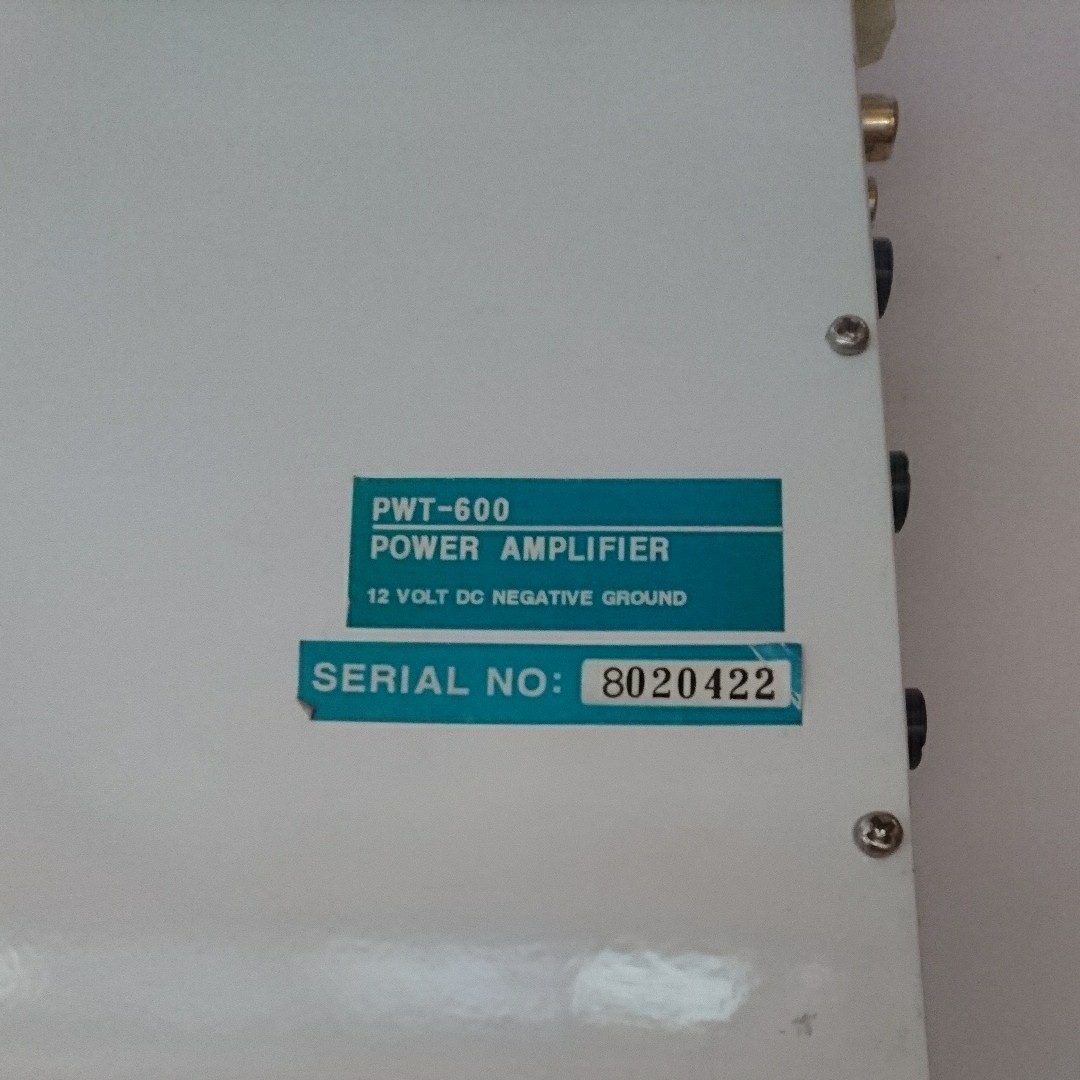 PWT-600
POWER AMPLIFIER
12 VOLT DC NEGATIVE GROUND
SERIAL NO: 8020422